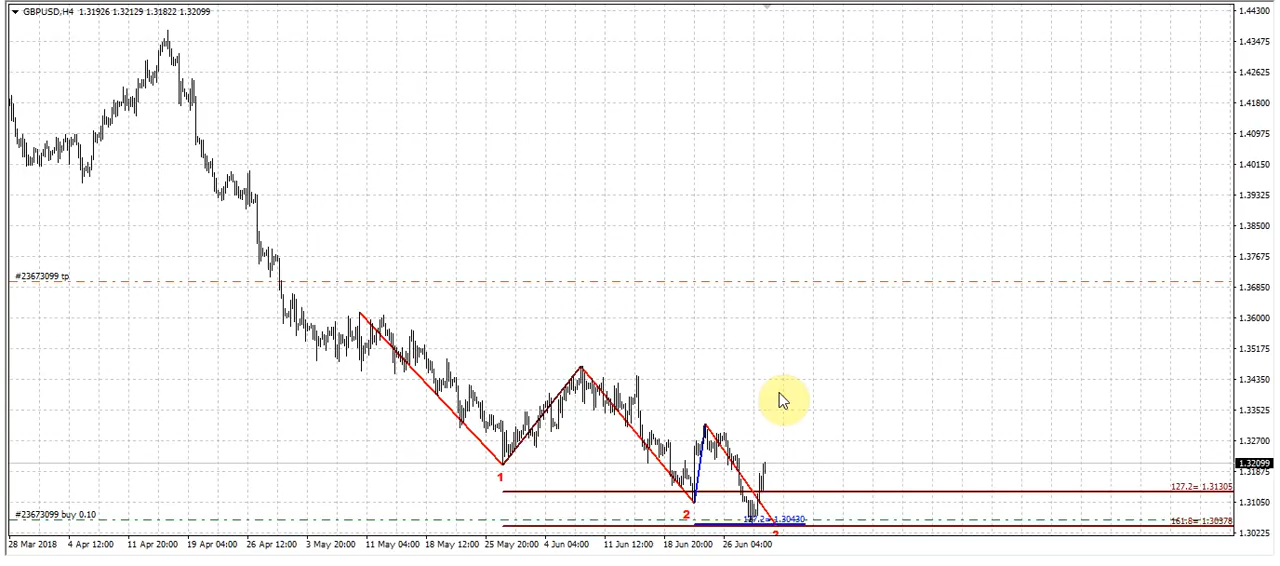 GBPUSD,H4 1.31926 1.32129 1.31822 1.32099
1.44300
1.43475
1.42625
1.41800
1.40975
1.40150
1.39325
1.38500
1.37675
#23673099 tp
1.36850
1.36000
1.35175
1.34350
1.33525
1.32700
1.32099
1.31875
1
127.2= 1.31305
1.31050
2
#23673099 buy 0.10
127.2= 1.30430
161.8= 1.30378
1.30225
3
28 Mar 2018
4 Apr 12:00
11 Apr 20:00
19 Apr 04:00
26 Apr 12:00
3 May 20:00
11 May 04:00
18 May 12:00
25 May 20:00
4 Jun 04:00
11 Jun 12:00
18 Jun 20:00
26 Jun 04:00